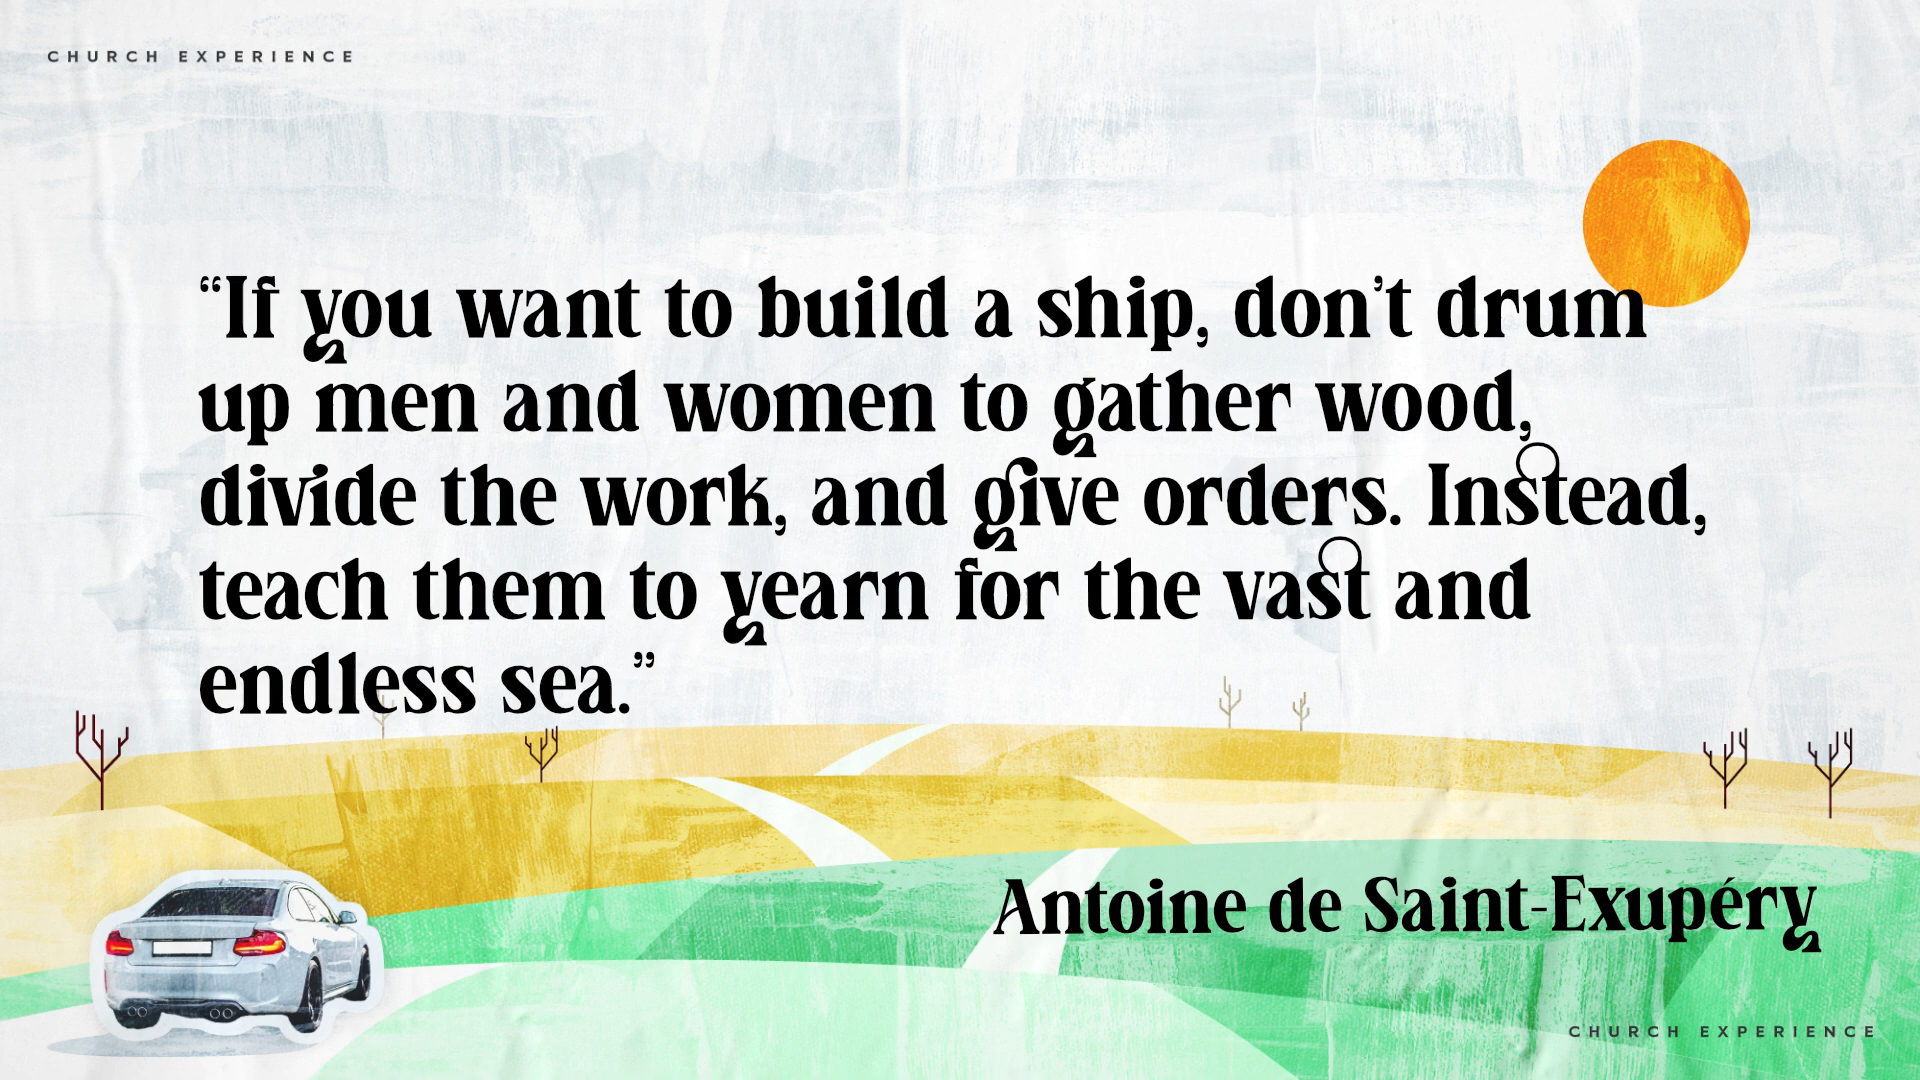 CHURCH EXPERIENCE
“If you want to build a ship, don’t drum
up men and women to gather wood,
divide the work, and give orders. Instead,
teach them to yearn for the vast and
endless sea.”
Antoine de Saint-Exupéry
CHURCH EXPERIENCE